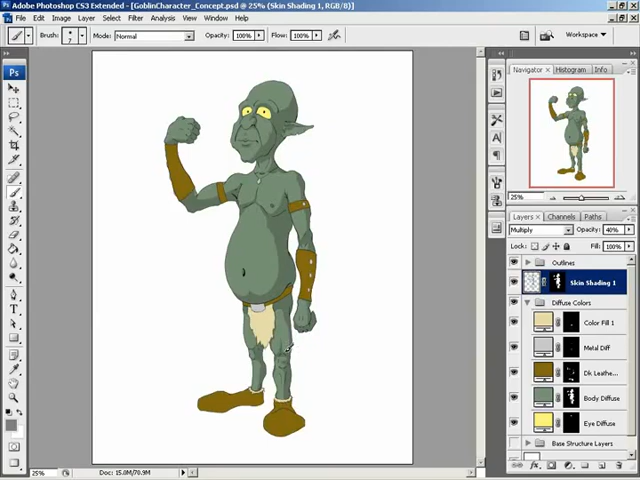 Adobe Photoshop CS3 Extended - [GoblinCharacter_Concept.psd @ 25% (Skin Shading 1, RGB/8)]
File Edit Image Layer Select Filter Analysis View Window Help
Brush: Mode: Normal Opacity: 100% Flow: 100% Workspace
Ps
Navigator × Histogram Info
25%
Layers × Channels Paths
Multiply Opacity: 40%
Lock: Fill: 100%
Outlines
Skin Shading 1
Diffuse Colors
Color Fill 1
Metal Diff
Dk Leathe...
Body Diffuse
Eye Diffuse
Base Structure Layers
25% Doc: 15.8M/70.9M